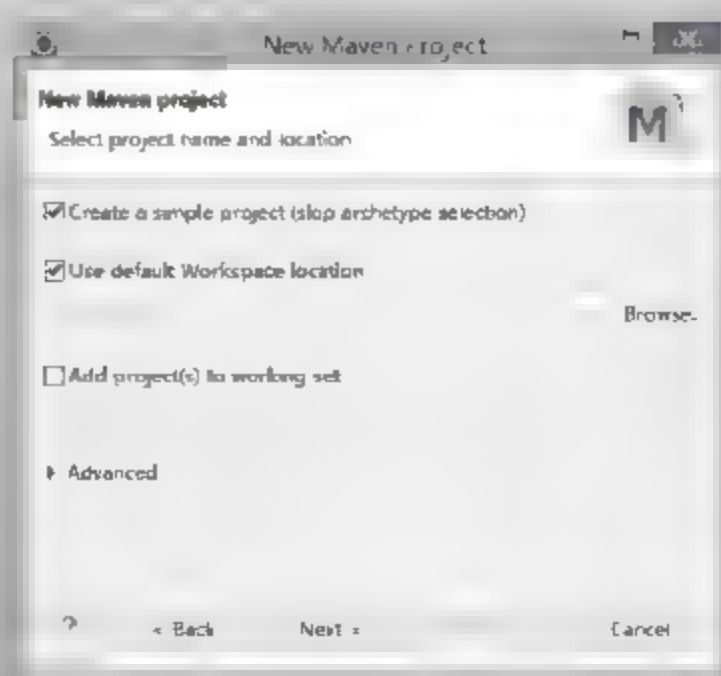 New Maven Project
New Maven project
M
Select project name and location
Create a simple project (skip archetype selection)
Use default Workspace location
Browse.
Add project(s) to working set
Advanced
?
< Back
Next >
Cancel